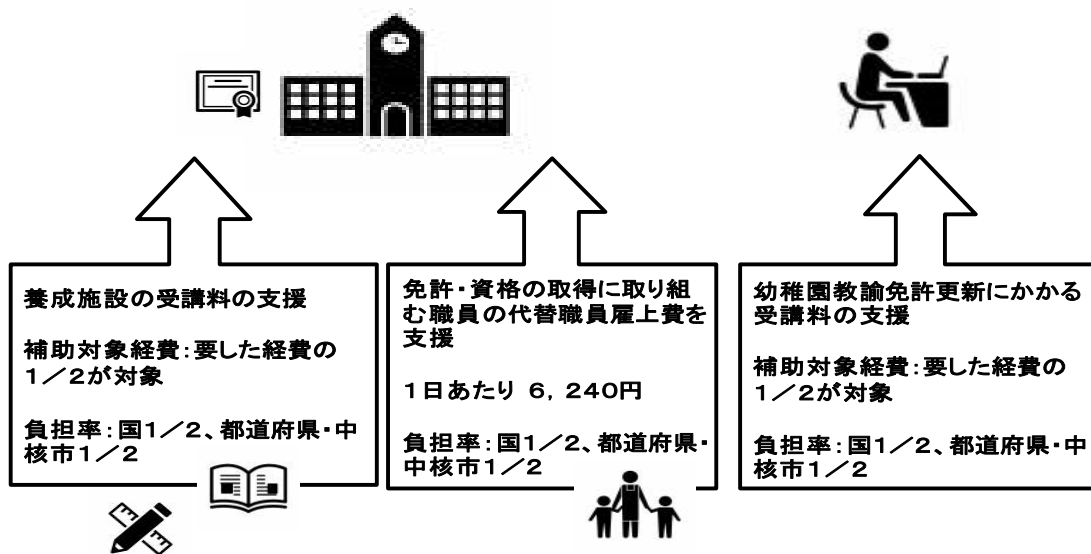 養成施設の受講料の支援
補助対象経費:要した経費の
1/2が対象
負担率:国1/2、都道府県・中
核市1/2
免許・資格の取得に取り組
む職員の代替職員雇上費を
支援
1日あたり 6,240円
負担率:国1/2、都道府県・
中核市1/2
幼稚園教諭免許更新にかかる
受講料の支援
補助対象経費:要した経費の
1/2が対象
負担率:国1/2、都道府県・中
核市1/2